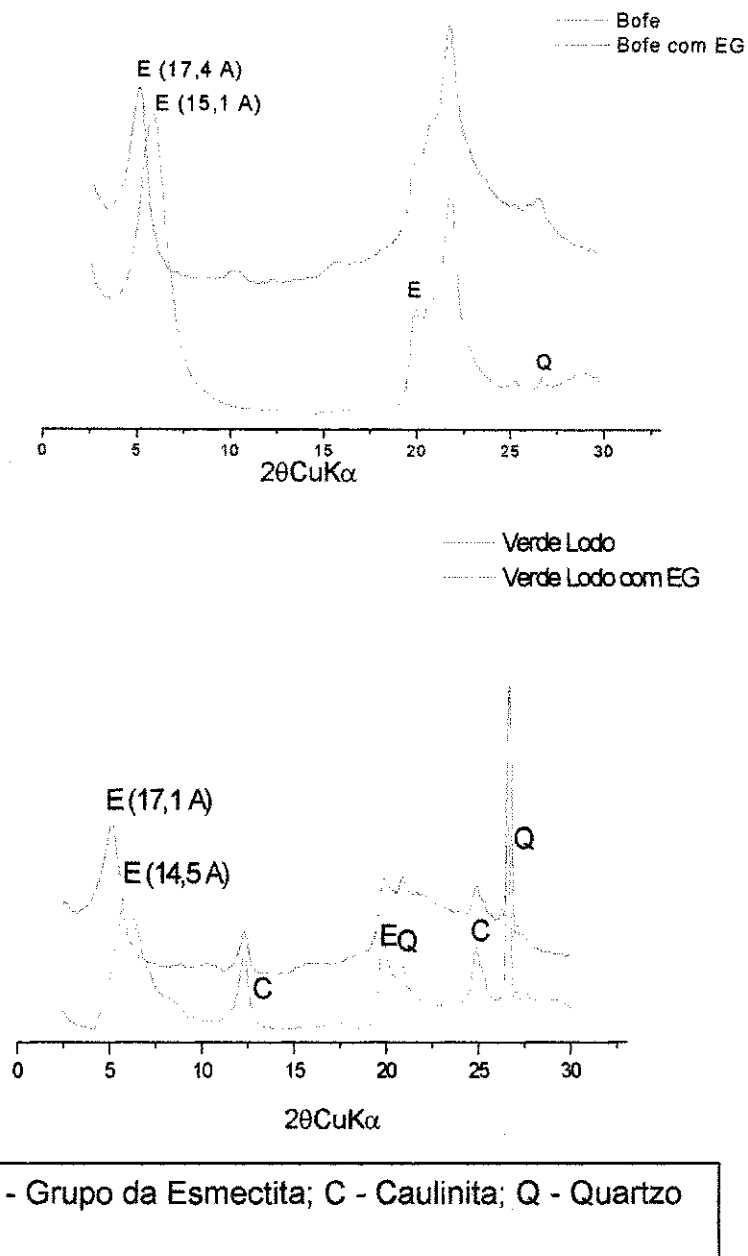 Bofe
Bofe com EG
E (17,4 A)
E (15,1 A)
E
Q
0 5 10 15 20 25 30
2θCuKα
Verde Lodo
Verde Lodo com EG
E (17,1 A)
E (14,5 A)
Q
E Q
C
C
0 5 10 15 20 25 30
2θCuKα
- Grupo da Esmectita; C - Caulinita; Q - Quartzo